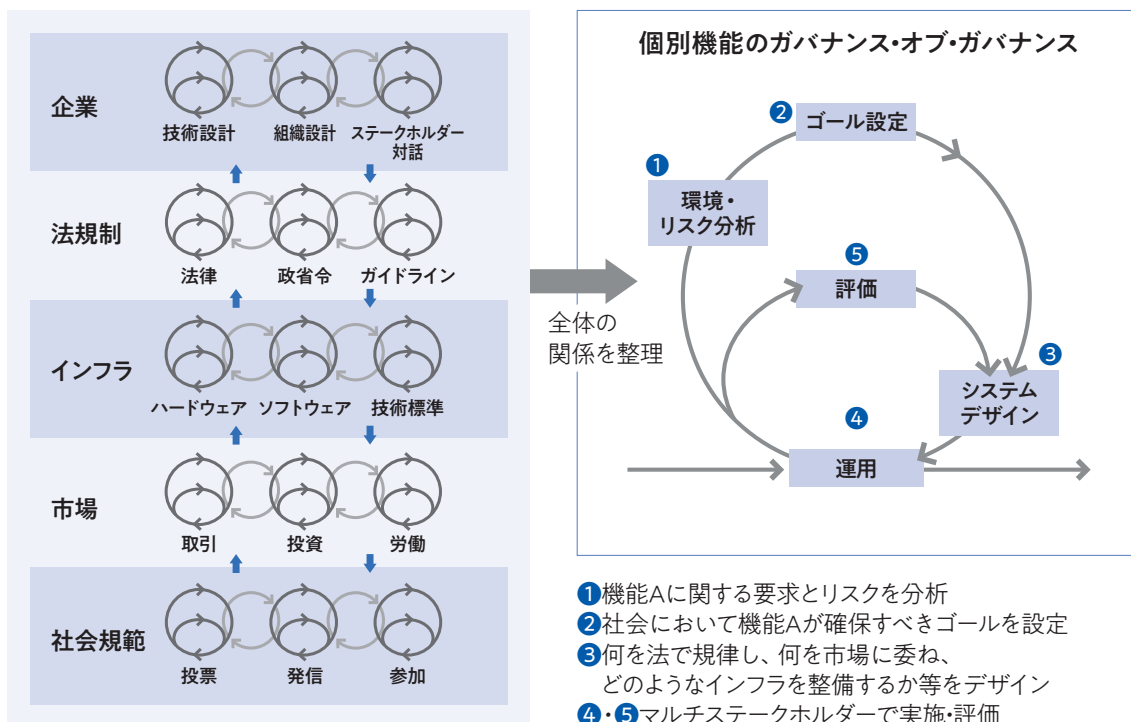 企業
技術設計
組織設計
ステークホルダー
対話
法規制
法律
政省令
ガイドライン
インフラ
ハードウェア
ソフトウェア
技術標準
市場
取引
投資
労働
社会規範
投票
発信
参加
全体の
関係を整理
個別機能のガバナンス・オブ・ガバナンス
❷
ゴール設定
❶
環境・
リスク分析
❺
評価
❸
システム
デザイン
❹
運用
❶機能Aに関する要求とリスクを分析
❷社会において機能Aが確保すべきゴールを設定
❸何を法で規律し、何を市場に委ね、
どのようなインフラを整備するか等をデザイン
❹・❺マルチステークホルダーで実施・評価